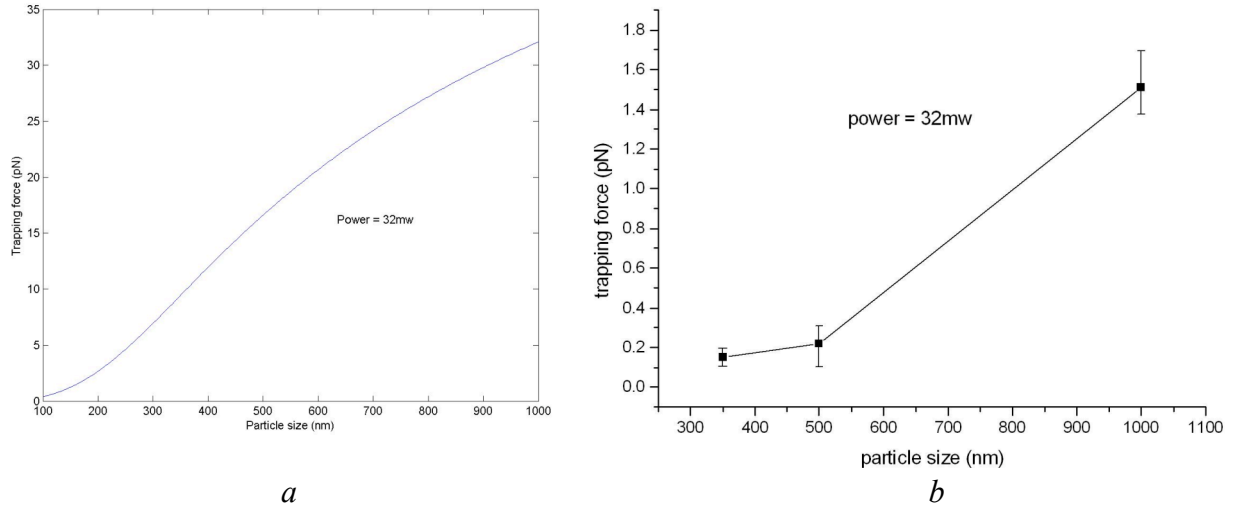 35
30
25
20
15
10
5
0
Trapping force (pN)
Power = 32mw
100 200 300 400 500 600 700 800 900 1000
Particle size (nm)
a
1.8
1.6
1.4
1.2
1.0
0.8
0.6
0.4
0.2
0.0
trapping force (pN)
power = 32mw
300 400 500 600 700 800 900 1000 1100
particle size (nm)
b